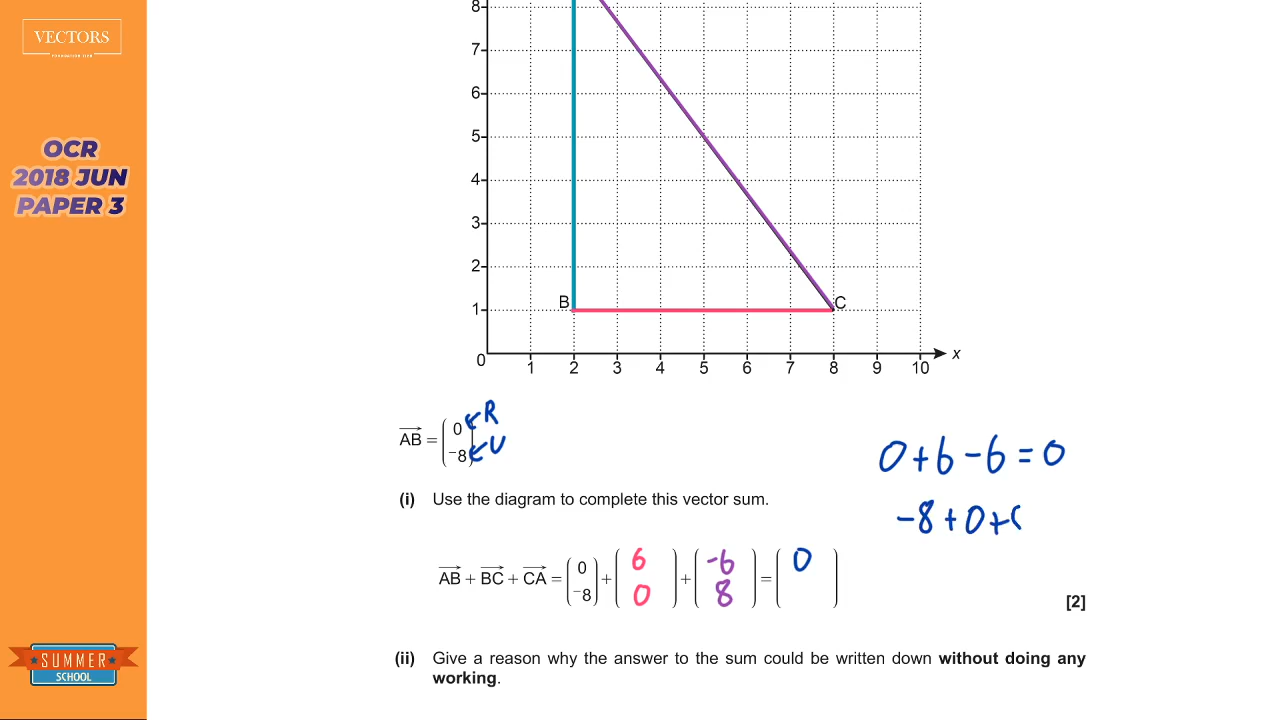 VECTORS
FOUNDATION TIER
OCR
2018 JUN
PAPER 3
SUMMER
SCHOOL
8
7
6
5
4
3
2
1
0
1 2 3 4 5 6 7 8 9 10
x
B
C
AB = 0 ← R
-8 ← U
(i) Use the diagram to complete this vector sum.
0 + 6 - 6 = 0
-8 + 0 +
AB + BC + CA = (0 -8) + (6 0) + (-6 8) = (0 )
[2]
(ii) Give a reason why the answer to the sum could be written down without doing any
working.